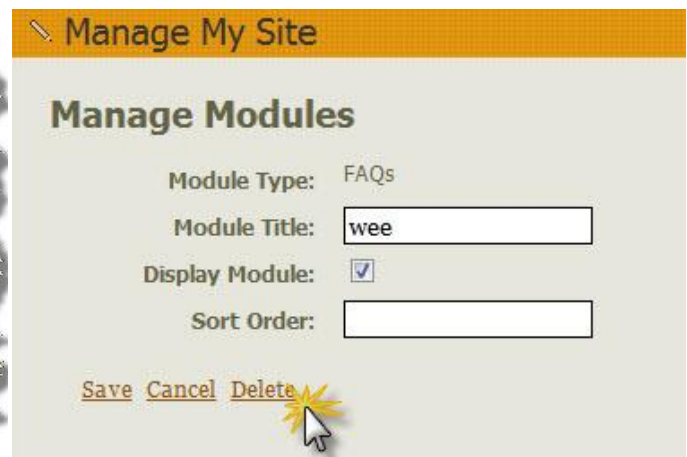 Manage My Site
Manage Modules
Module Type: FAQs
Module Title: wee
Display Module:
Sort Order:
Save Cancel Delete